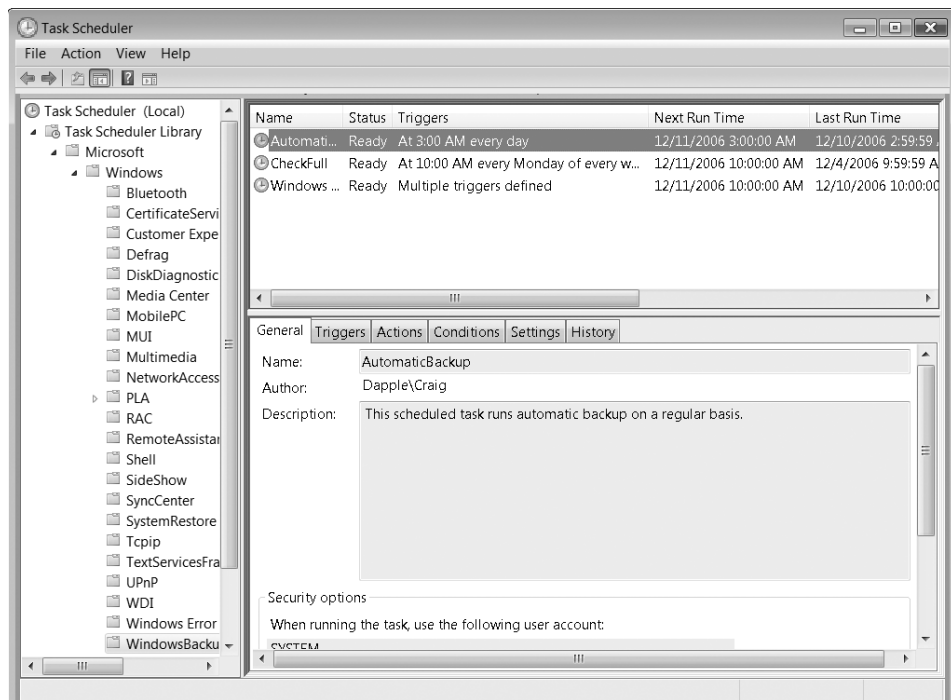 Task Scheduler
File Action View Help
Task Scheduler (Local)
Task Scheduler Library
Microsoft
Windows
Bluetooth
CertificateServi
Customer Expe
Defrag
DiskDiagnostic
Media Center
MobilePC
MUI
Multimedia
NetworkAccess
PLA
RAC
RemoteAssistan
Shell
SideShow
SyncCenter
SystemRestore
Tcpip
TextServicesFra
UPnP
WDI
Windows Error
WindowsBacku
Name Status Triggers Next Run Time Last Run Time
Automati... Ready At 3:00 AM every day 12/11/2006 3:00:00 AM 12/10/2006 2:59:59
CheckFull Ready At 10:00 AM every Monday of every w... 12/11/2006 10:00:00 AM 12/4/2006 9:59:59 A
Windows ... Ready Multiple triggers defined 12/11/2006 10:00:00 AM 12/10/2006 10:00:00
General Triggers Actions Conditions Settings History
Name: AutomaticBackup
Author: Dapple\Craig
Description: This scheduled task runs automatic backup on a regular basis.
Security options
When running the task, use the following user account:
SYSTEM